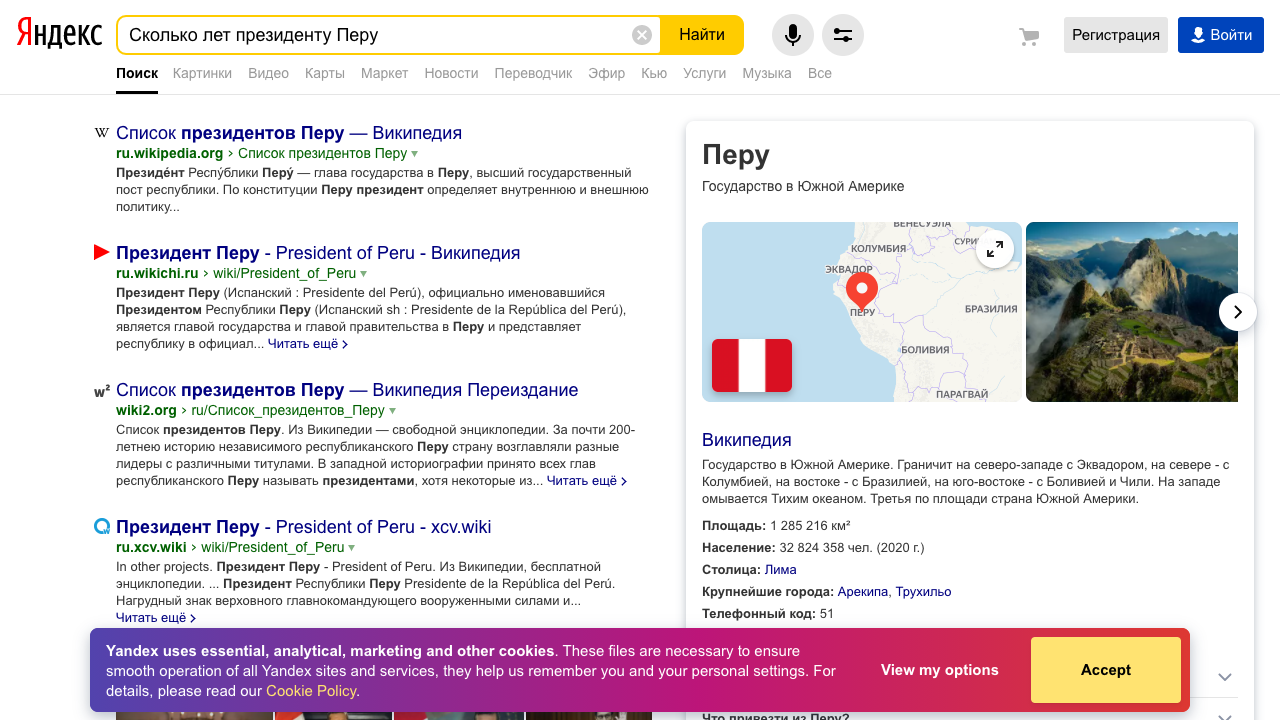 Яндекс
Сколько лет президенту Перу
Найти
Регистрация
Войти
Поиск Картинки Видео Карты Маркет Новости Переводчик Эфир Кью Услуги Музыка Все
Список президентов Перу — Википедия
ru.wikipedia.org › Список президентов Перу
Президе́нт Респу́блики Перу́ — глава государства в Перу, высший государственный
пост республики. По конституции Перу президент определяет внутреннюю и внешнюю
политику...
Президент Перу - President of Peru - Википедия
ru.wikichi.ru › wiki/President_of_Peru
Президент Перу (Испанский : Presidente del Perú), официально именовавшийся
Президентом Республики Перу (Испанский sh : Presidente de la República del Perú),
является главой государства и главой правительства в Перу и представляет
республику в официал... Читать ещё ›
Список президентов Перу — Википедия Переиздание
wiki2.org › ru/Список_президентов_Перу
Список президентов Перу. Из Википедии — свободной энциклопедии. За почти 200-
летнею историю независимого республиканского Перу страну возглавляли разные
лидеры с различными титулами. В западной историографии принято всех глав
республиканского Перу называть президентами, хотя некоторые из... Читать ещё ›
Президент Перу - President of Peru - xcv.wiki
ru.xcv.wiki › wiki/President_of_Peru
In other projects. Президент Перу - President of Peru. Из Википедии, бесплатной
энциклопедии. ... Президент Республики Перу Presidente de la República del Perú.
Нагрудный знак верховного главнокомандующего вооруженными силами и...
Читать ещё ›
Перу
Государство в Южной Америке
ВЕНЕСУЭЛА
КОЛУМБИЯ
ЭКВАДОР
ПЕРУ
БРАЗИЛИЯ
БОЛИВИЯ
ПАРАГВАЙ
Википедия
Государство в Южной Америке. Граничит на северо-западе с Эквадором, на севере - с
Колумбией, на востоке - с Бразилией, на юго-востоке - с Боливией и Чили. На западе
омывается Тихим океаном. Третья по площади страна Южной Америки.
Площадь: 1 285 216 км²
Население: 32 824 358 чел. (2020 г.)
Столица: Лима
Крупнейшие города: Арекипа, Трухильо
Телефонный код: 51
Что привезти из Перу?
Yandex uses essential, analytical, marketing and other cookies. These files are necessary to ensure
smooth operation of all Yandex sites and services, they help us remember you and your personal settings. For
details, please read our Cookie Policy.
View my options
Accept